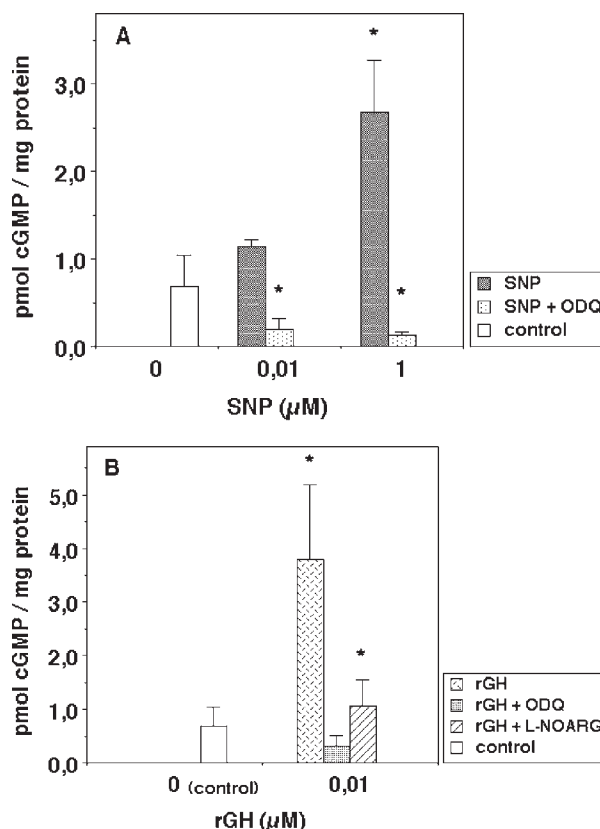 A
pmol cGMP / mg protein
3,0
2,0
1,0
0,0
*
*
*
0 0,01 1
SNP (µM)
SNP
SNP + ODQ
control
B
pmol cGMP / mg protein
5,0
4,0
3,0
2,0
1,0
0,0
*
*
0 (control) 0,01
rGH (µM)
rGH
rGH + ODQ
rGH + L-NOARG
control